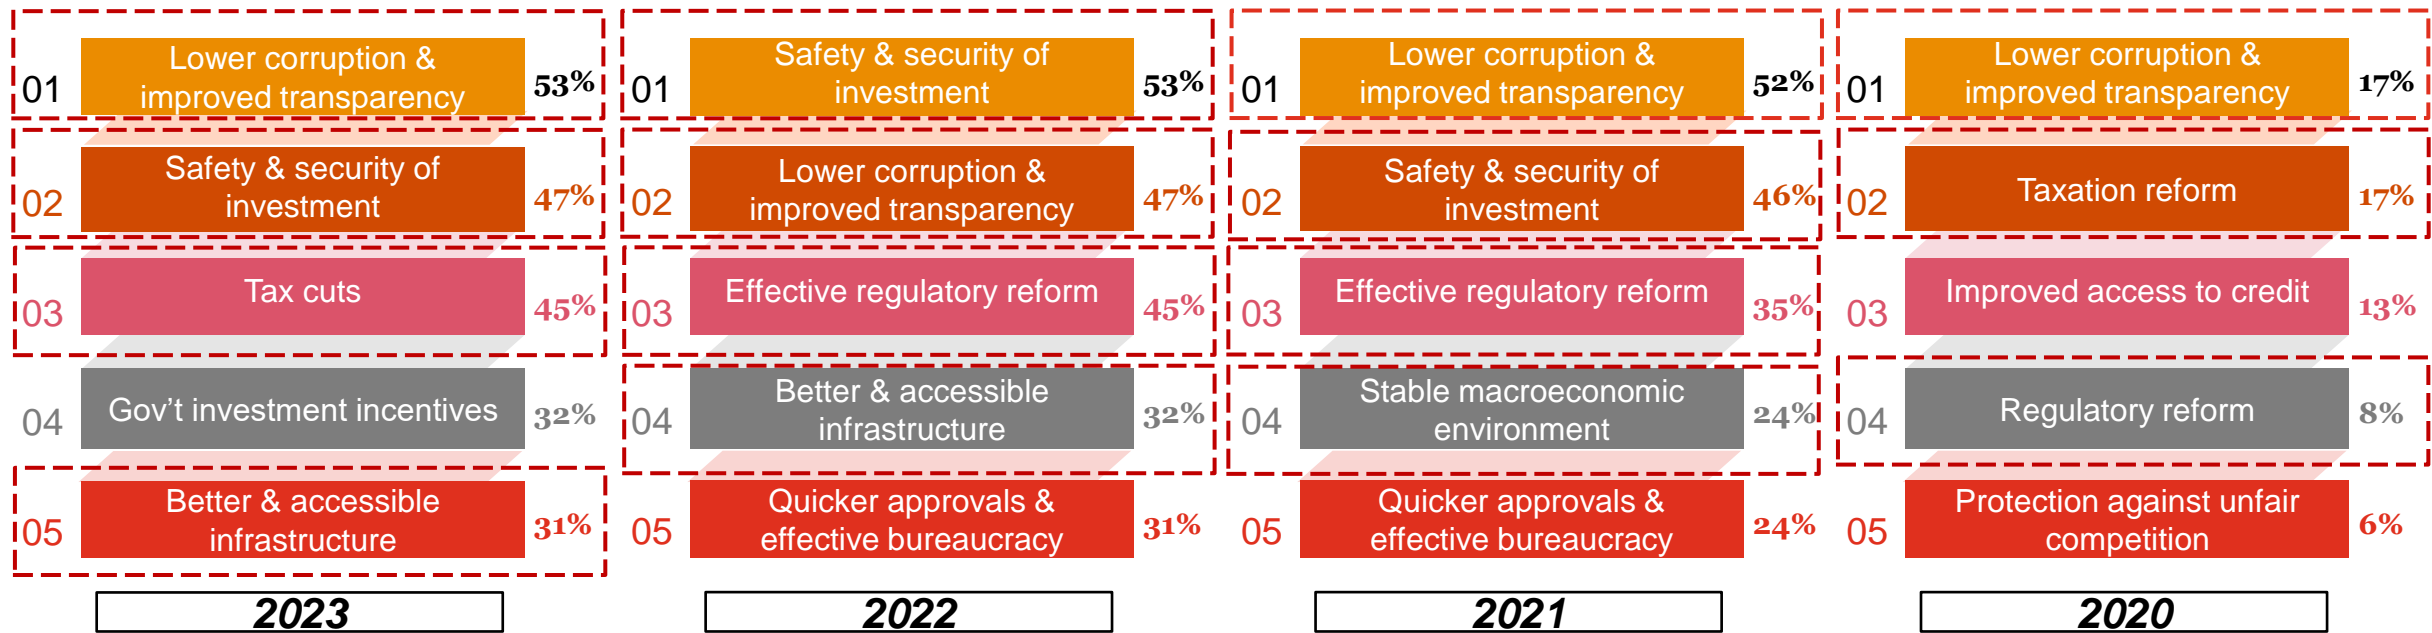 01
Lower corruption &
improved transparency
53%
02
Safety & security of
investment
47%
03
Tax cuts
45%
04
Gov’t investment incentives
32%
05
Better & accessible
infrastructure
31%
2023
01
Safety & security of
investment
53%
02
Lower corruption &
improved transparency
47%
03
Effective regulatory reform
45%
04
Better & accessible
infrastructure
32%
05
Quicker approvals &
effective bureaucracy
31%
2022
01
Lower corruption &
improved transparency
52%
02
Safety & security of
investment
46%
03
Effective regulatory reform
35%
04
Stable macroeconomic
environment
24%
05
Quicker approvals &
effective bureaucracy
24%
2021
01
Lower corruption &
improved transparency
17%
02
Taxation reform
17%
03
Improved access to credit
13%
04
Regulatory reform
8%
05
Protection against unfair
competition
6%
2020